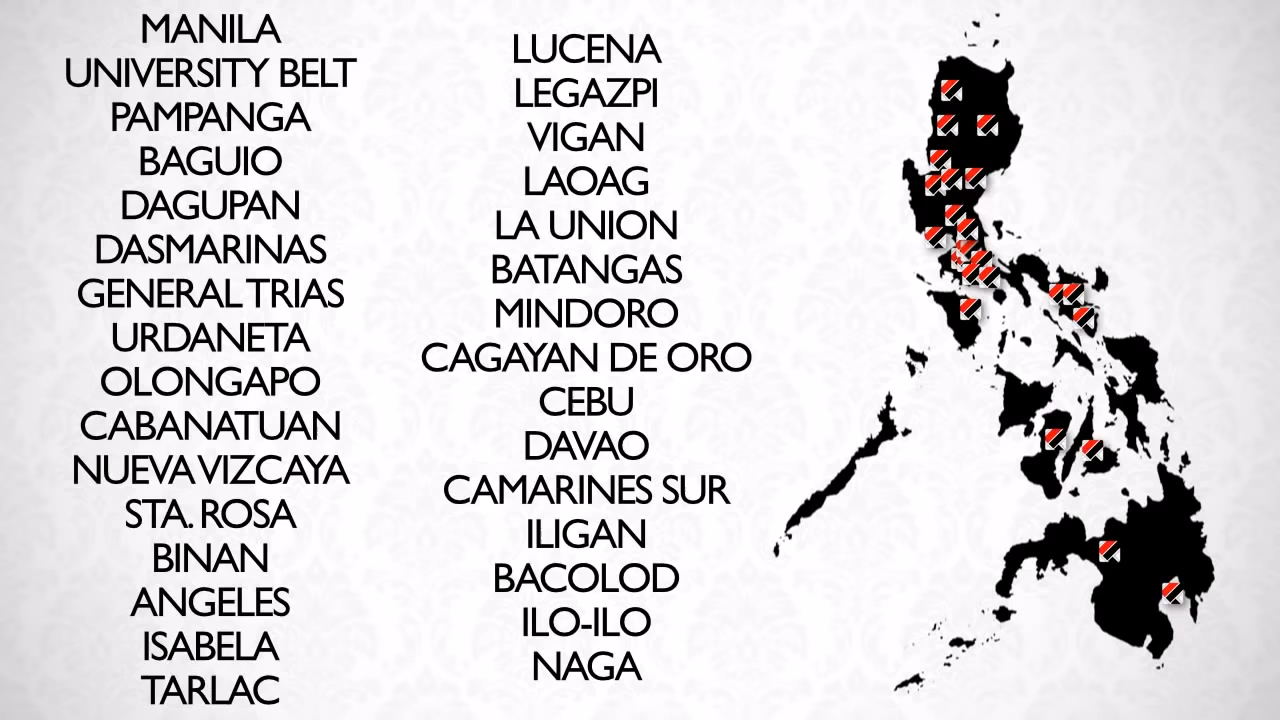 MANILA
UNIVERSITY BELT
PAMPANGA
BAGUIO
DAGUPAN
DASMARINAS
GENERAL TRIAS
URDANETA
OLONGAPO
CABANATUAN
NUEVA VIZCAYA
STA. ROSA
BINAN
ANGELES
ISABELA
TARLAC
LUCENA
LEGAZPI
VIGAN
LAOAG
LA UNION
BATANGAS
MINDORO
CAGAYAN DE ORO
CEBU
DAVAO
CAMARINES SUR
ILIGAN
BACOLOD
ILO-ILO
NAGA